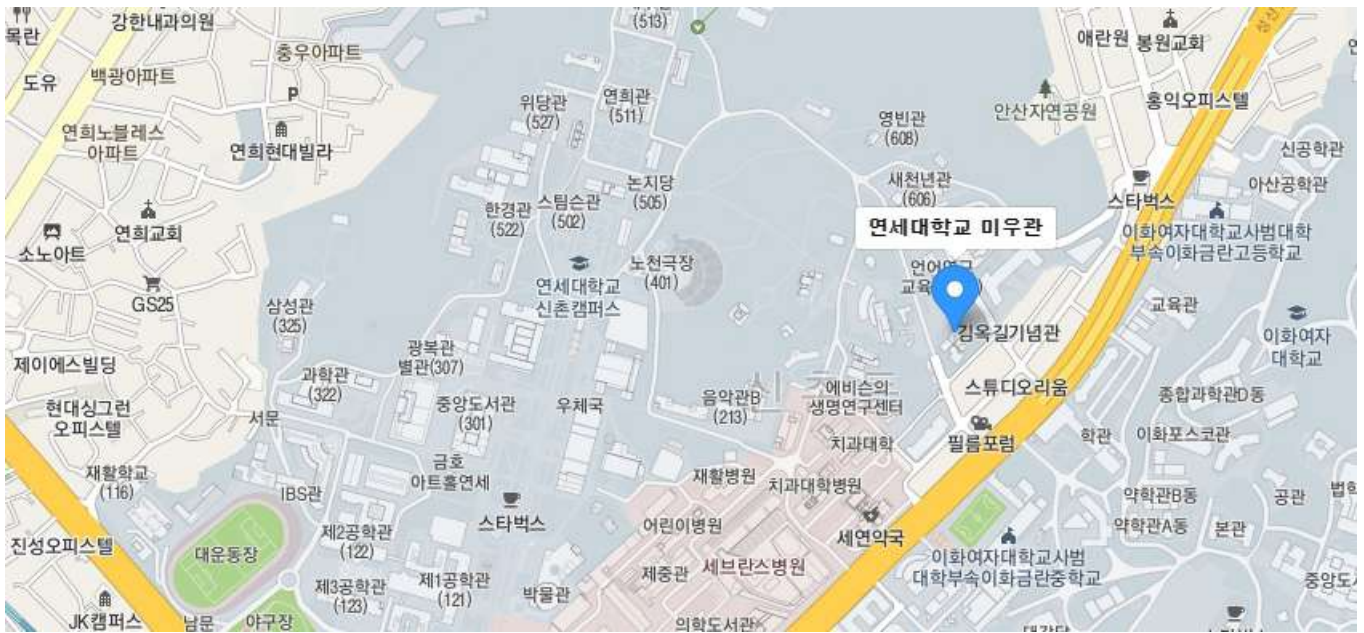 목란
강한내과의원
(513)
애란원
봉원교회
충우아파트
도유
백광아파트
P
위당관
(527)
연희관
(511)
영빈관
(608)
안산자연공원
홍익오피스텔
연희노블레스
아파트
연희현대빌라
신공학관
논지당
(505)
새천년관
(606)
스타벅스
아산공학관
한경관
(522)
스팀슨관
(502)
연세대학교 미우관
연희교회
소노아트
이화여자대학교사범대학
부속이화금란고등학교
노천극장
(401)
연세대학교
신촌캠퍼스
GS25
삼성관
(325)
교육관
김옥길기념관
이화여자
대학교
광복관
별관(307)
제이에스빌딩
과학관
(322)
스튜디오리움
에비슨의
생명연구센터
음악관B
(213)
종합과학관D동
중앙도서관
(301)
우체국
현대싱그런
오피스텔
서문
치과대학
필름포럼
학관
이화포스코관
재활학교
(116)
금호
아트홀연세
재활병원
치과대학병원
IBS관
약학관B동
공관
스타벅스
어린이병원
세연약국
약학관A동
본관
진성오피스텔
대운동장
제2공학관
(122)
이화여자대학교사범
대학부속이화금란중학교
제중관
세브란스병원
제3공학관
(123)
제1공학관
(121)
박물관
JK캠퍼스
남문
야구장
의학도서관